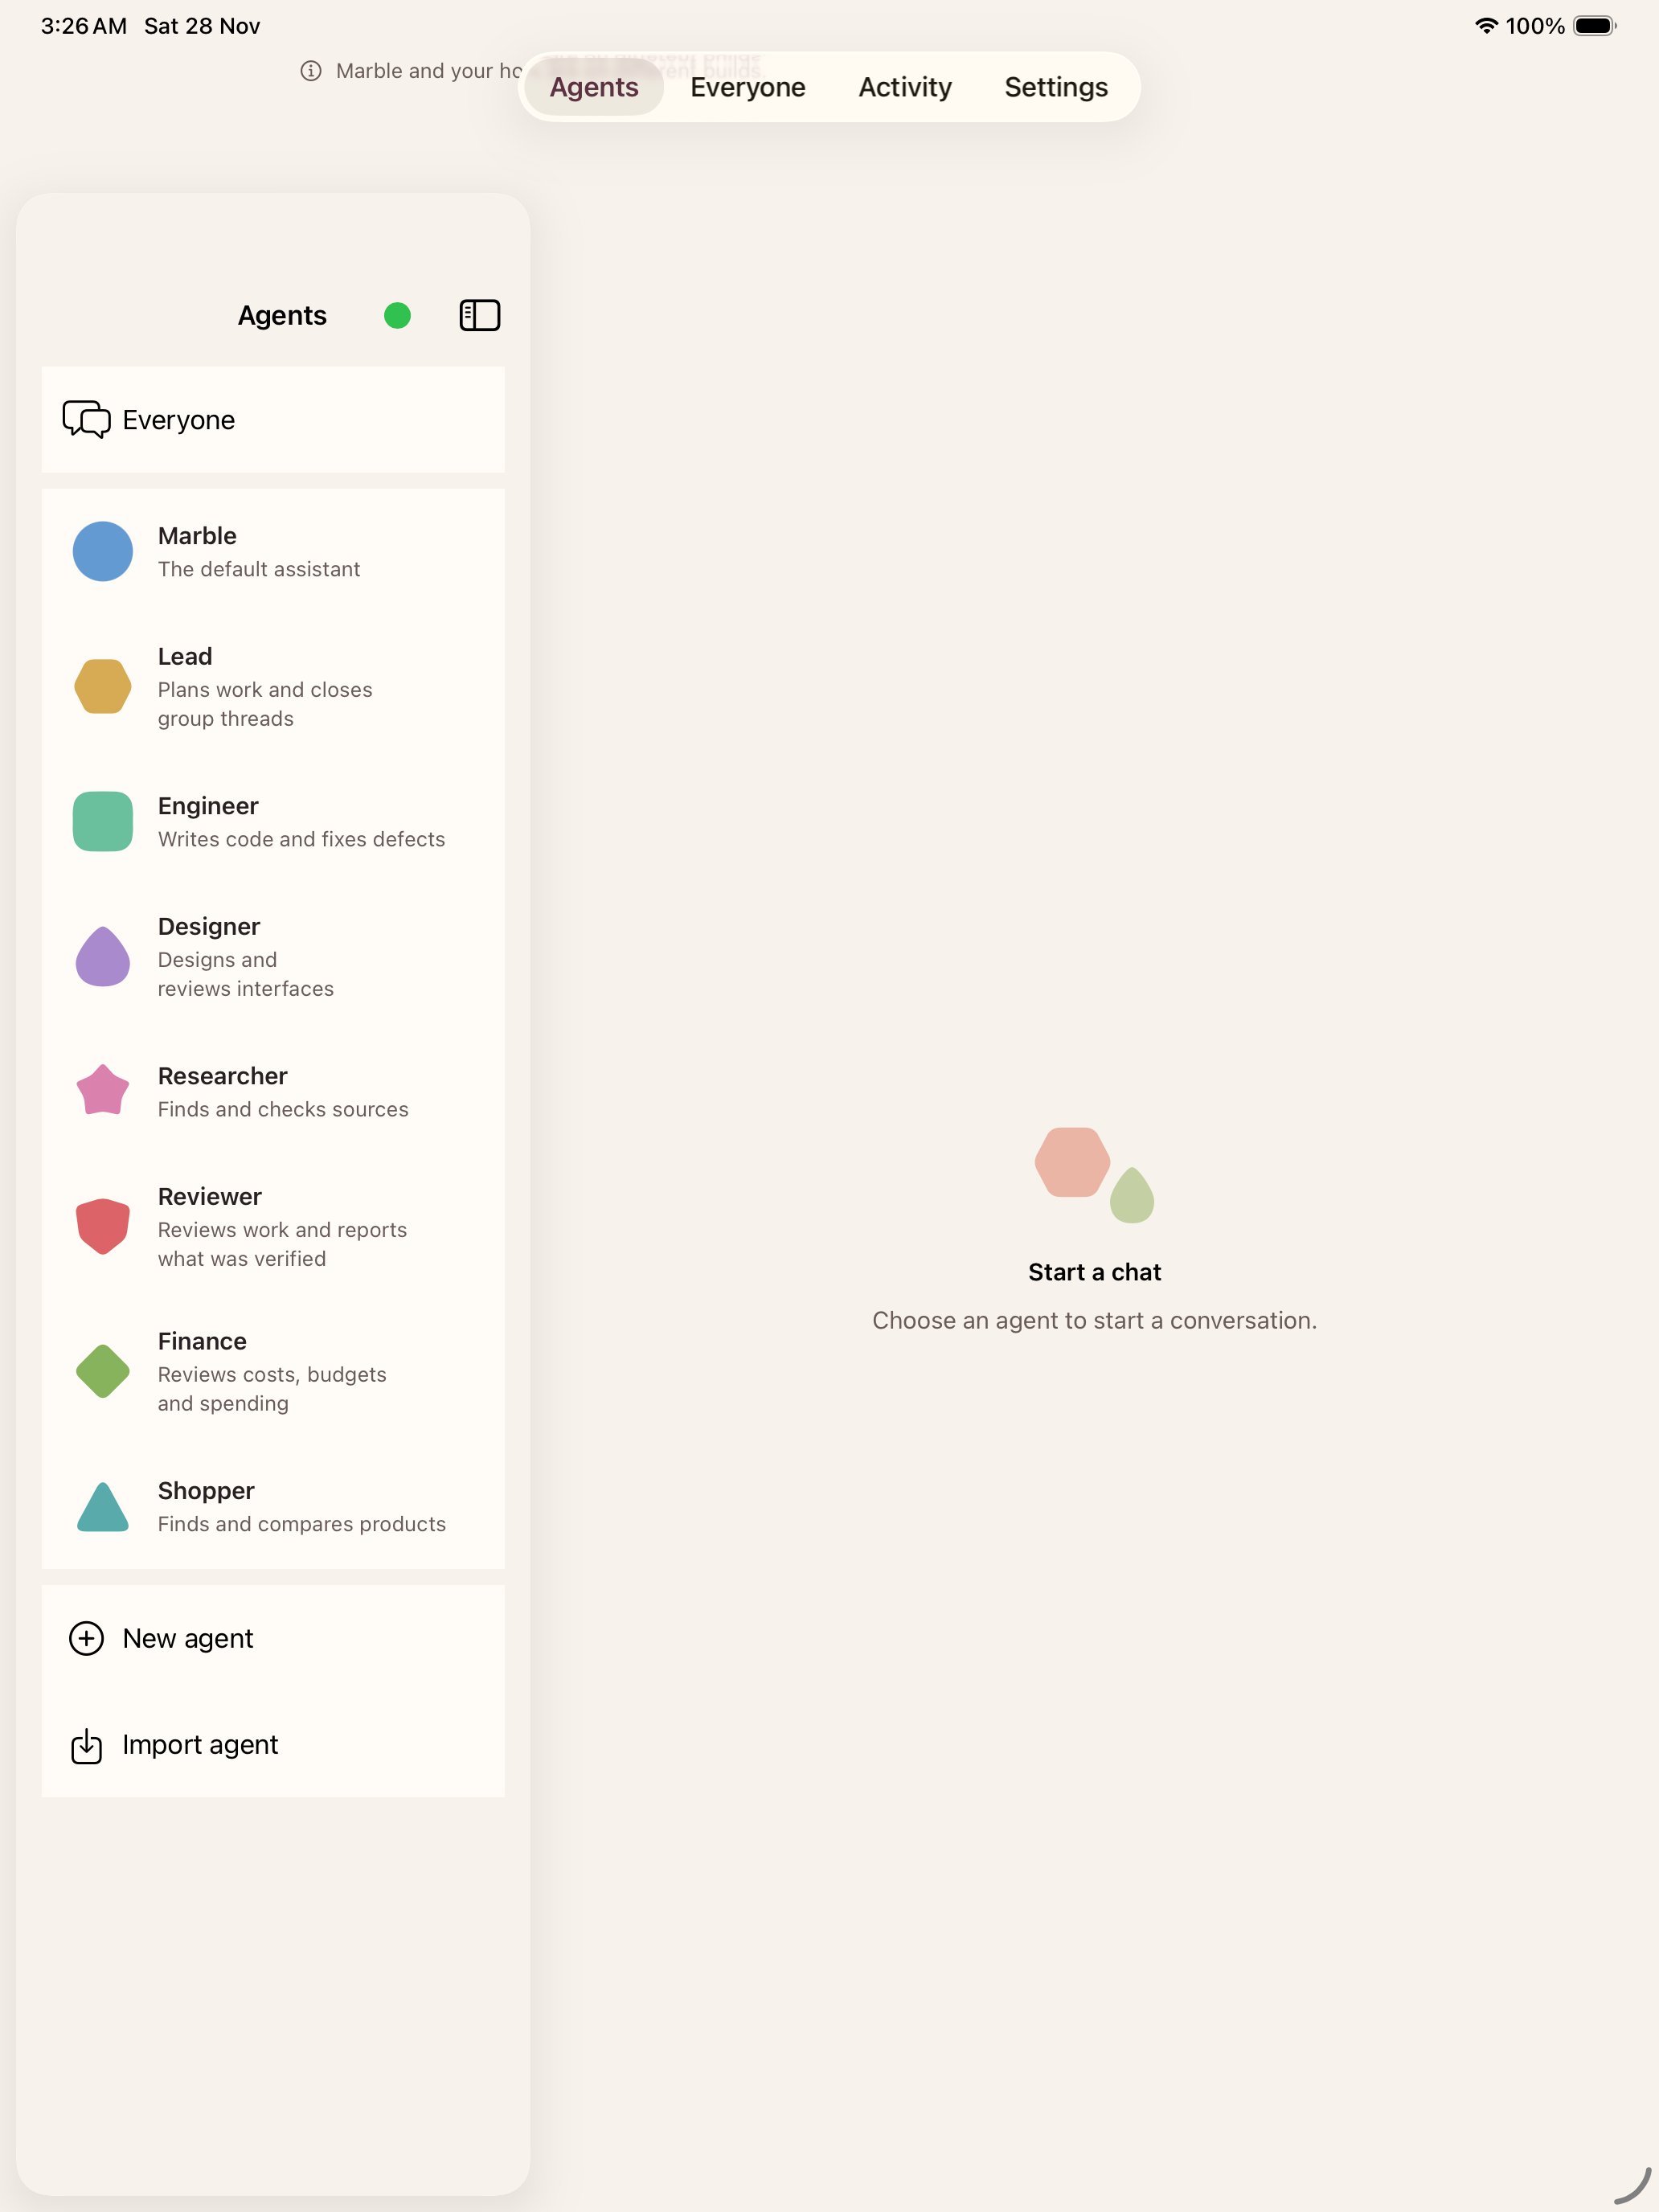 3:26 AM Sat 28 Nov
100%
Marble and your
Agents Everyone Activity Settings
Agents
Everyone
Marble
The default assistant
Lead
Plans work and closes
group threads
Engineer
Writes code and fixes defects
Designer
Designs and
reviews interfaces
Researcher
Finds and checks sources
Reviewer
Reviews work and reports
what was verified
Finance
Reviews costs, budgets
and spending
Shopper
Finds and compares products
New agent
Import agent
Start a chat
Choose an agent to start a conversation.